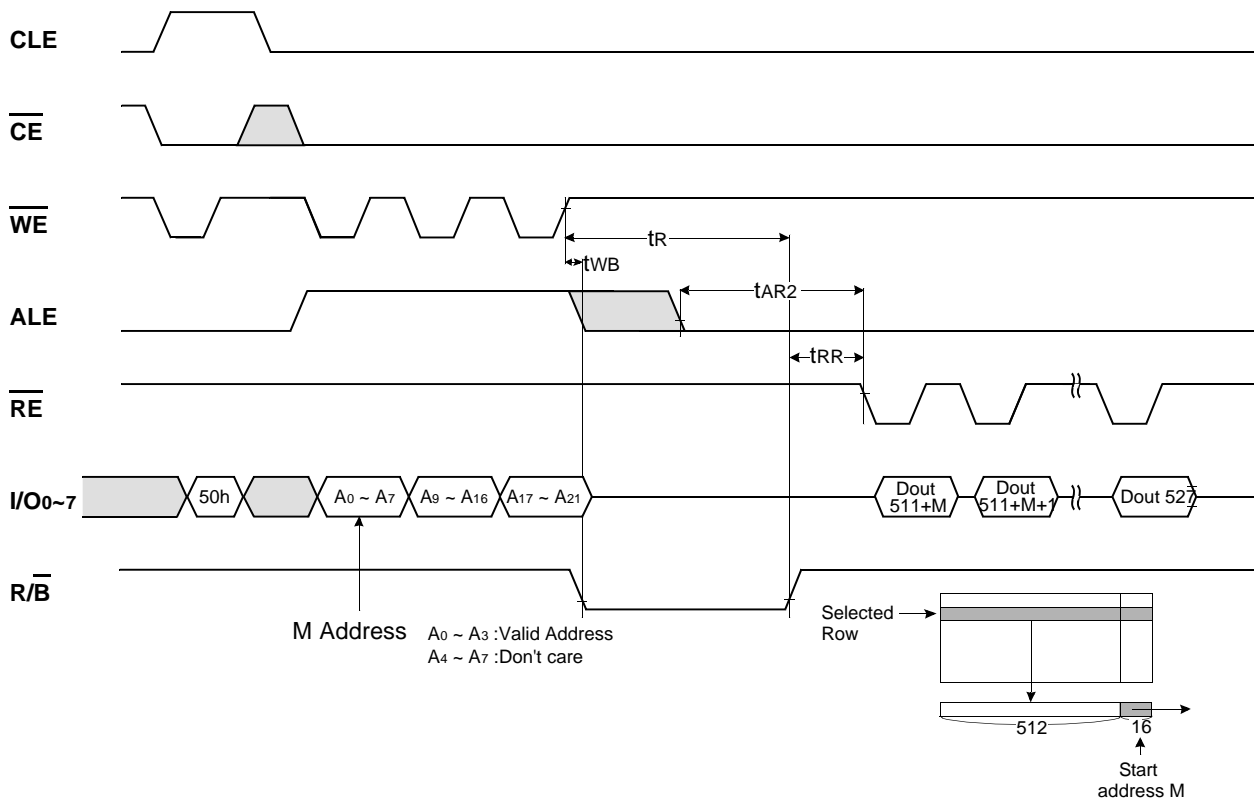 CLE
CE
WE
tR
tWB
ALE
tAR2
tRR
RE
I/O0~7
50h
A0 ~ A7
A9 ~ A16
A17 ~ A21
Dout
511+M
Dout
511+M+1
Dout 527
R/B
M Address
A0 ~ A3 :Valid Address
A4 ~ A7 :Don't care
Selected
Row
512
16
Start
address M